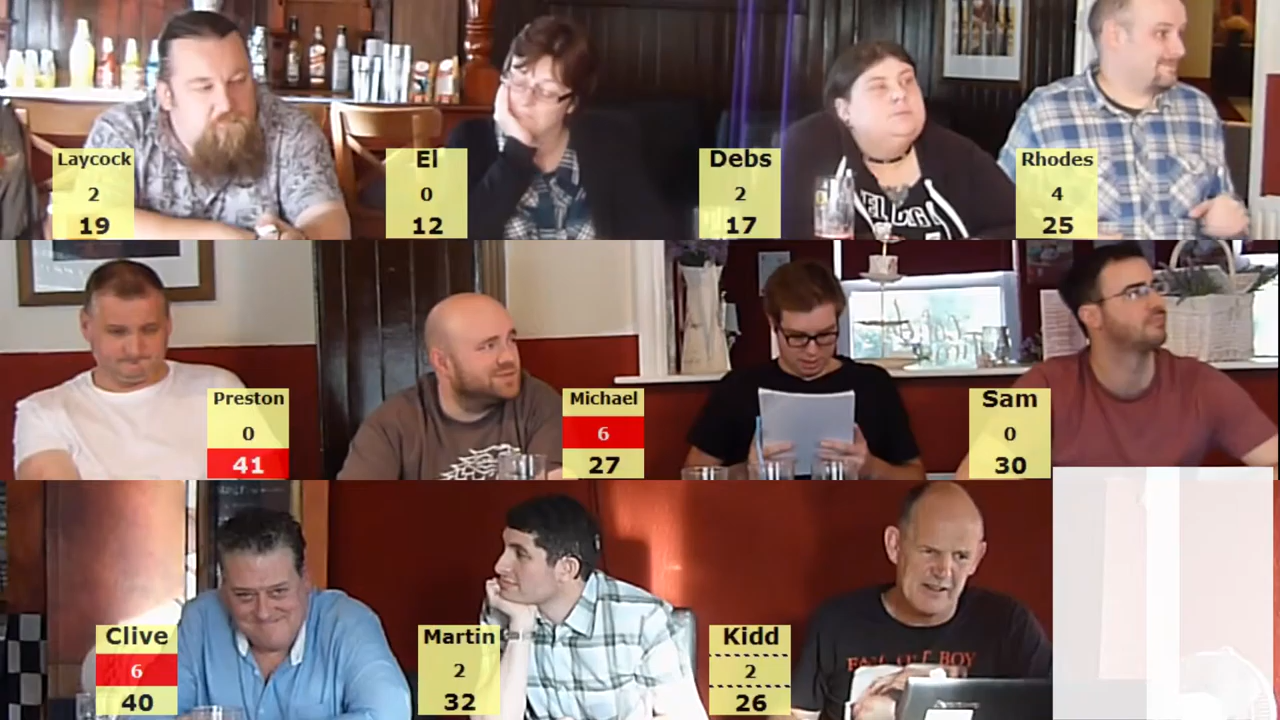 Laycock
2
19
El
0
12
Debs
2
17
Rhodes
4
25
Preston
0
41
Michael
6
27
Sam
0
30
Clive
6
40
Martin
2
32
Kidd
2
26
BOY